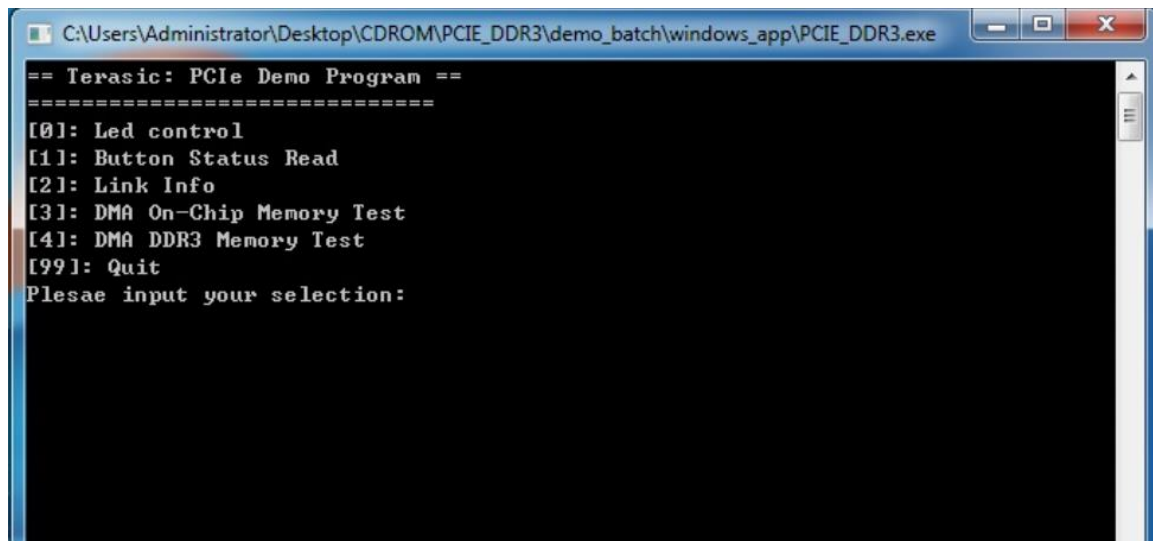 C:\Users\Administrator\Desktop\CDROM\PCIE_DDR3\demo_batch\windows_app\PCIE_DDR3.exe
== Terasic: PCIe Demo Program ==
==============================
[0]: Led control
[1]: Button Status Read
[2]: Link Info
[3]: DMA On-Chip Memory Test
[4]: DMA DDR3 Memory Test
[99]: Quit
Plesae input your selection: